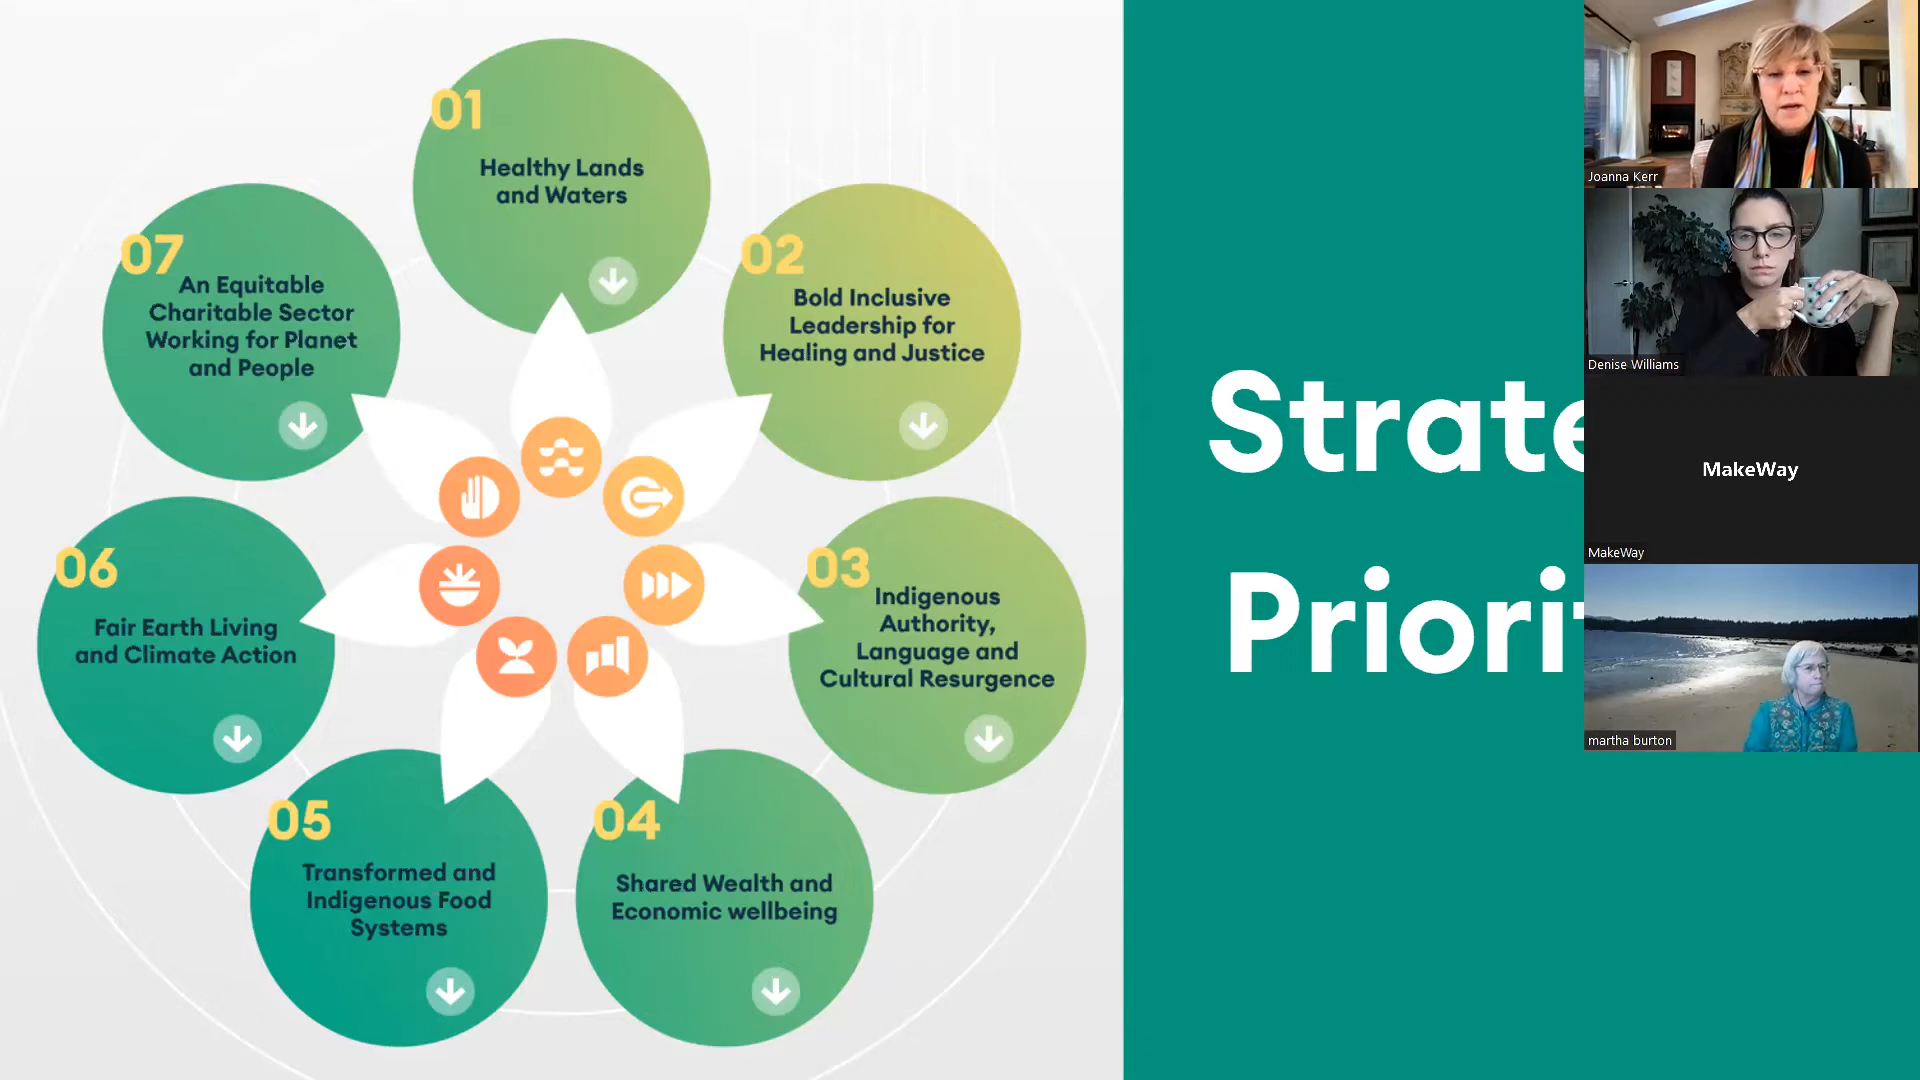 01
Healthy Lands
and Waters
02
Bold Inclusive
Leadership for
Healing and Justice
03
Indigenous
Authority,
Language and
Cultural Resurgence
04
Shared Wealth and
Economic wellbeing
05
Transformed and
Indigenous Food
Systems
06
Fair Earth Living
and Climate Action
07
An Equitable
Charitable Sector
Working for Planet
and People
Strate
Priorit
Joanna Kerr
Denise Williams
MakeWay
MakeWay
martha burton